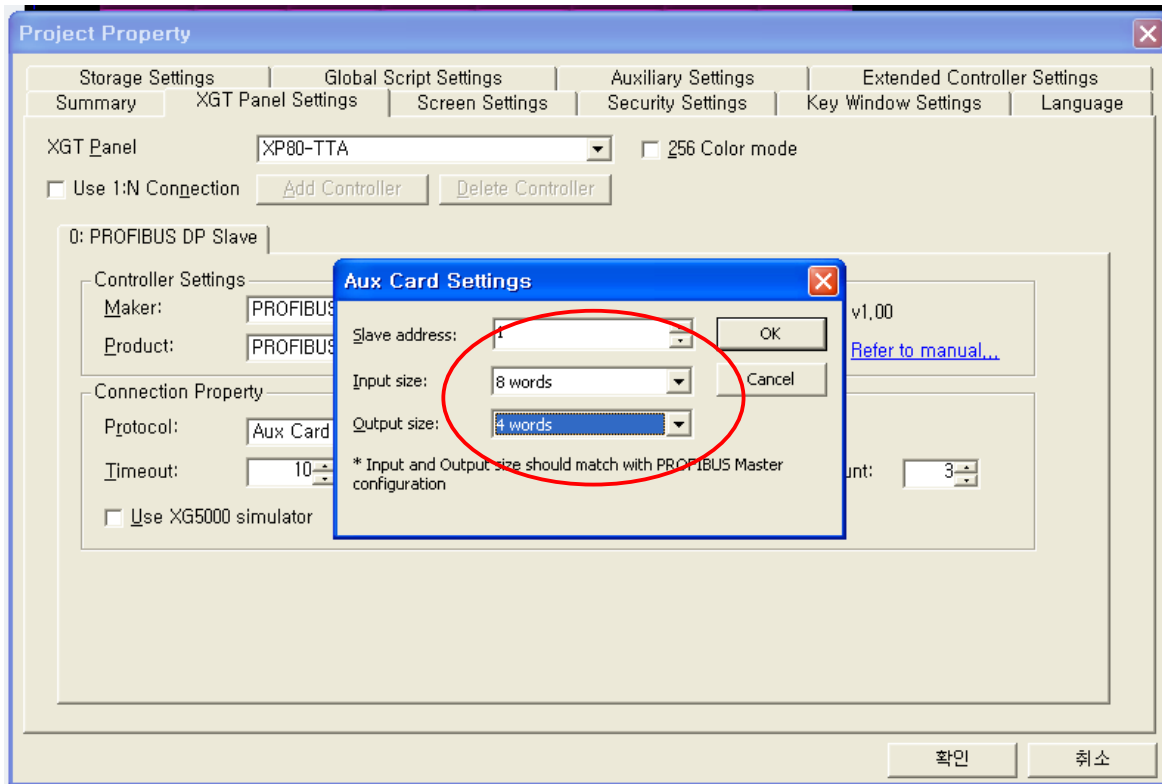 Project Property
Storage Settings Global Script Settings Auxiliary Settings Extended Controller Settings
Summary XGT Panel Settings Screen Settings Security Settings Key Window Settings Language
XGT Panel XP80-TTA 256 Color mode
Use 1:N Connection Add Controller Delete Controller
0: PROFIBUS DP Slave
Controller Settings
Maker: PROFIBUS v1.00
Product: PROFIBUS Refer to manual...
Connection Property
Protocol: Aux Card
Timeout: 10 unt: 3
Use XG5000 simulator
Aux Card Settings
Slave address: 1 OK
Input size: 8 words Cancel
Output size: 4 words
* Input and Output size should match with PROFIBUS Master
configuration
확인 취소